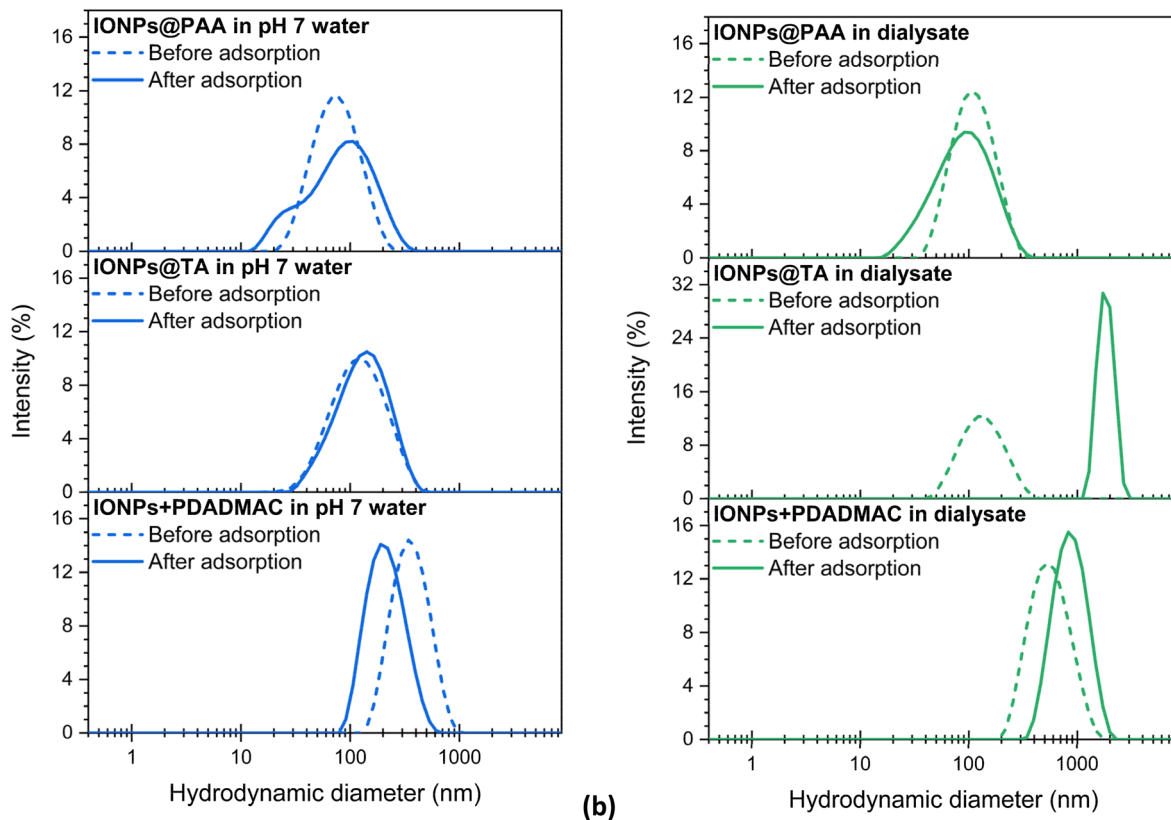 IONPs@PAA in pH 7 water
Before adsorption
After adsorption
16
12
8
4
0
IONPs@TA in pH 7 water
Before adsorption
After adsorption
16
12
8
4
0
IONPs+PDADMAC in pH 7 water
Before adsorption
After adsorption
16
12
8
4
0
Intensity (%)
1
10
100
1000
Hydrodynamic diameter (nm)
(b)
IONPs@PAA in dialysate
Before adsorption
After adsorption
16
12
8
4
0
IONPs@TA in dialysate
Before adsorption
After adsorption
32
24
16
8
0
IONPs+PDADMAC in dialysate
Before adsorption
After adsorption
16
12
8
4
0
Intensity (%)
1
10
100
1000
Hydrodynamic diameter (nm)